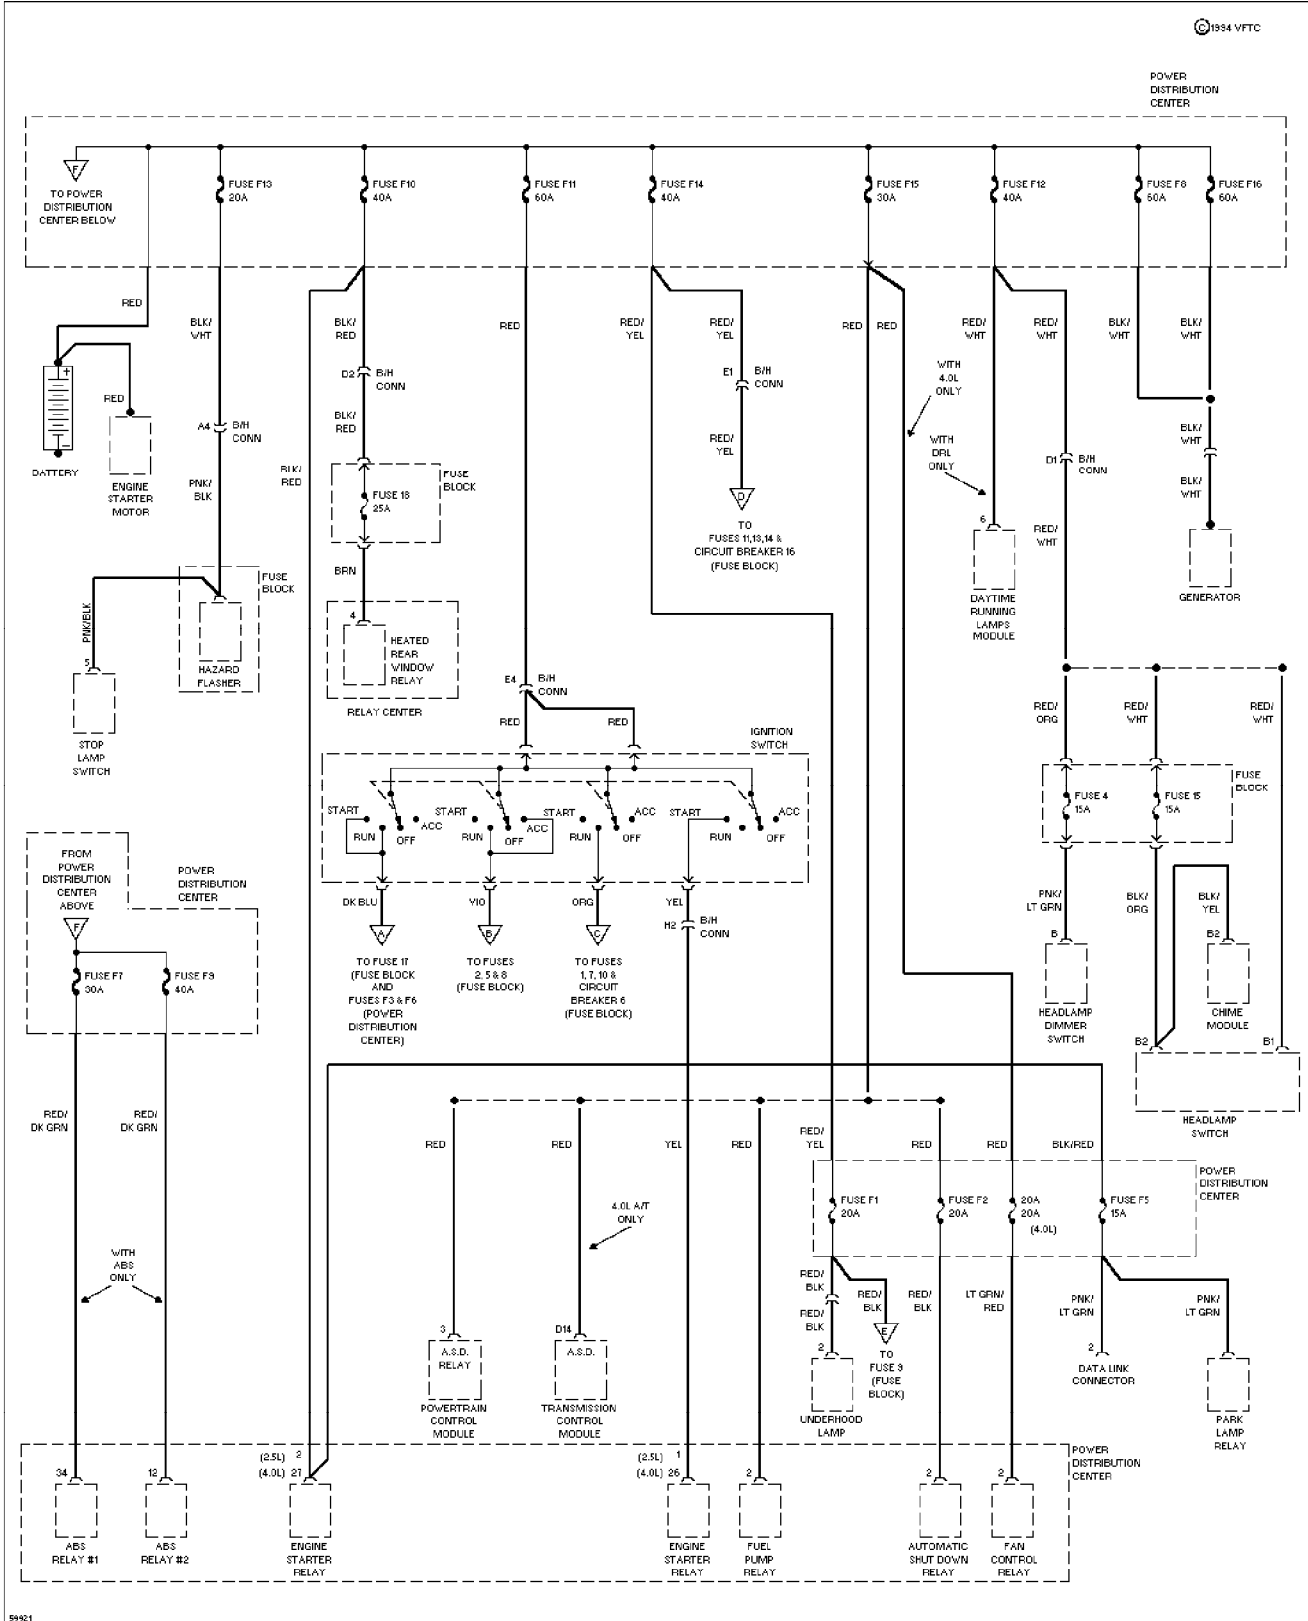 ©1994 VFTC
POWER
DISTRIBUTION
CENTER
F
TO POWER
DISTRIBUTION
CENTER BELOW
FUSE F13
20A
FUSE F10
40A
FUSE F11
60A
FUSE F14
40A
FUSE F15
30A
FUSE F12
40A
FUSE F8
60A
FUSE F16
60A
RED
BLK/
WHT
BLK/
RED
RED
RED/
YEL
RED/
YEL
RED
RED
RED/
WHT
RED/
WHT
BLK/
WHT
BLK/
WHT
+
-
BATTERY
RED
ENGINE
STARTER
MOTOR
A4
B/H
CONN
PNK/
BLK
BLK/
RED
D2
B/H
CONN
BLK/
RED
FUSE
BLOCK
FUSE 18
25A
BRN
4
HEATED
REAR
WINDOW
RELAY
RELAY CENTER
E1
B/H
CONN
RED/
YEL
D
TO
FUSES 11,13,14 &
CIRCUIT BREAKER 16
(FUSE BLOCK)
WITH
4.0L
ONLY
WITH
DRL
ONLY
6
DAYTIME
RUNNING
LAMPS
MODULE
D1
B/H
CONN
RED/
WHT
BLK/
WHT
BLK/
WHT
GENERATOR
FUSE
BLOCK
HAZARD
FLASHER
PNK/BLK
5
STOP
LAMP
SWITCH
E4
B/H
CONN
RED
RED
IGNITION
SWITCH
START
RUN
OFF
ACC
START
RUN
OFF
ACC
START
RUN
OFF
ACC
START
RUN
OFF
ACC
RED/
ORG
RED/
WHT
RED/
WHT
FUSE
BLOCK
FUSE 4
15A
FUSE 15
15A
FROM
POWER
DISTRIBUTION
CENTER
ABOVE
F
POWER
DISTRIBUTION
CENTER
FUSE F7
30A
FUSE F9
40A
DK BLU
VIO
ORG
YEL
A
B
C
H2
B/H
CONN
TO FUSE 17
(FUSE BLOCK
AND
FUSES F3 & F6
(POWER
DISTRIBUTION
CENTER)
TO FUSES
2, 5 & 8
(FUSE BLOCK)
TO FUSES
1, 7, 10 &
CIRCUIT
BREAKER 6
(FUSE BLOCK)
PNK/
LT GRN
BLK/
ORG
BLK/
YEL
B
B2
HEADLAMP
DIMMER
SWITCH
CHIME
MODULE
B2
B1
HEADLAMP
SWITCH
RED/
DK GRN
RED/
DK GRN
RED
RED
YEL
RED
RED/
YEL
RED
RED
BLK/RED
POWER
DISTRIBUTION
CENTER
FUSE F1
20A
FUSE F2
20A
20A
20A
(4.0L)
FUSE F5
15A
4.0L A/T
ONLY
WITH
ABS
ONLY
RED/
BLK
RED/
BLK
RED/
BLK
RED/
BLK
LT GRN/
RED
PNK/
LT GRN
PNK/
LT GRN
E
TO
FUSE 9
(FUSE
BLOCK)
3
A.S.D.
RELAY
D14
A.S.D.
2
2
POWERTRAIN
CONTROL
MODULE
TRANSMISSION
CONTROL
MODULE
UNDERHOOD
LAMP
DATA LINK
CONNECTOR
PARK
LAMP
RELAY
POWER
DISTRIBUTION
CENTER
34
12
(2.5L) 2
(4.0L) 27
(2.5L) 1
(4.0L) 26
2
2
2
ABS
RELAY #1
ABS
RELAY #2
ENGINE
STARTER
RELAY
ENGINE
STARTER
RELAY
FUEL
PUMP
RELAY
AUTOMATIC
SHUT DOWN
RELAY
FAN
CONTROL
RELAY
59921